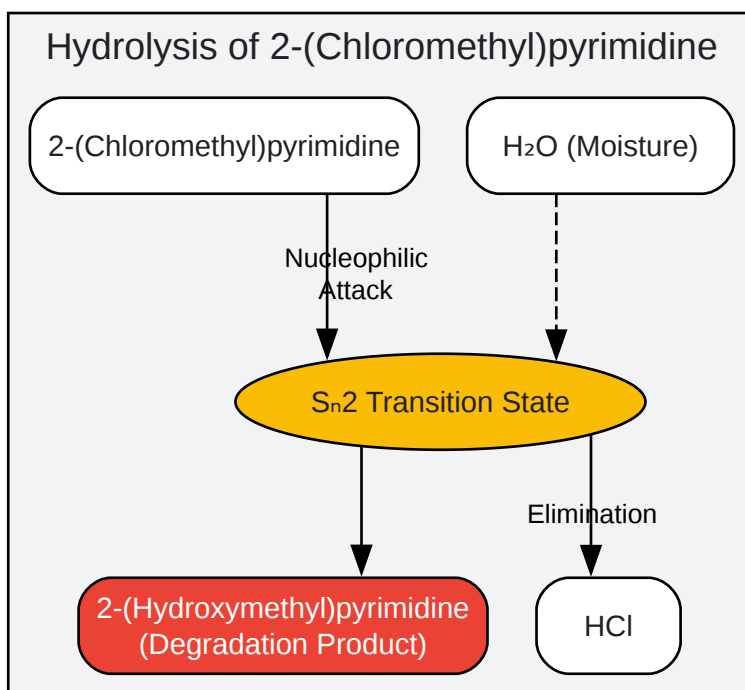 Hydrolysis of 2-(Chloromethyl)pyrimidine
2-(Chloromethyl)pyrimidine
H₂O (Moisture)
Nucleophilic
Attack
Sₙ2 Transition State
Elimination
2-(Hydroxymethyl)pyrimidine
(Degradation Product)
HCl